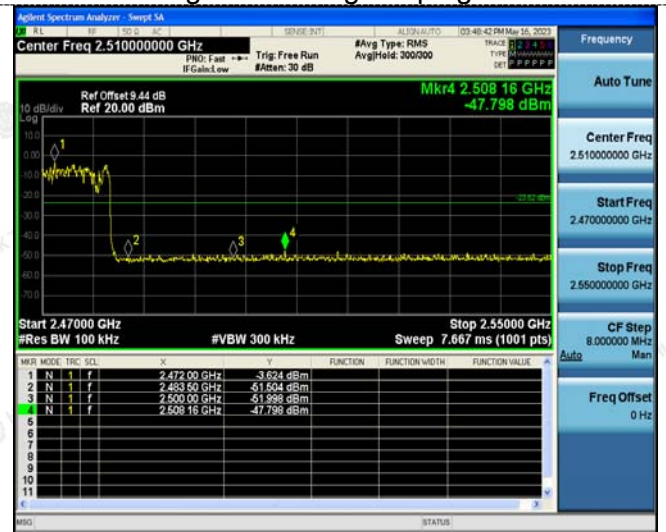 Agilent Spectrum Analyzer - Swept SA
RL RF 50 Ω AC SENSE:INT ALIGN AUTO 03:48:42 PM May 16, 2023
Center Freq 2.510000000 GHz
PNO: Fast
IFGain:Low
Trig: Free Run
#Atten: 30 dB
#Avg Type: RMS
Avg|Hold: 300/300
TRACE 1 2 3 4 5 6
TYPE
DET P P P P P P
Frequency
Auto Tune
Center Freq
2.510000000 GHz
Start Freq
2.470000000 GHz
Stop Freq
2.550000000 GHz
CF Step
8.000000 MHz
Auto Man
Freq Offset
0 Hz
Mkr4 2.508 16 GHz
-47.798 dBm
Ref Offset 9.44 dB
Ref 20.00 dBm
10 dB/div
Log
10.0
0.00
-10.0
-20.0
-30.0
-40.0
-50.0
-60.0
-70.0
1
2
3
4
Start 2.47000 GHz
Stop 2.55000 GHz
#Res BW 100 kHz
#VBW 300 kHz
Sweep 7.667 ms (1001 pts)
MKR MODE TRC SCL X Y FUNCTION FUNCTION WIDTH FUNCTION VALUE
1 N 1 f 2.472 00 GHz -3.624 dBm
2 N 1 f 2.483 50 GHz -51.504 dBm
3 N 1 f 2.500 00 GHz -51.998 dBm
4 N 1 f 2.508 16 GHz -47.798 dBm
5
6
7
8
9
10
11
MSG
STATUS